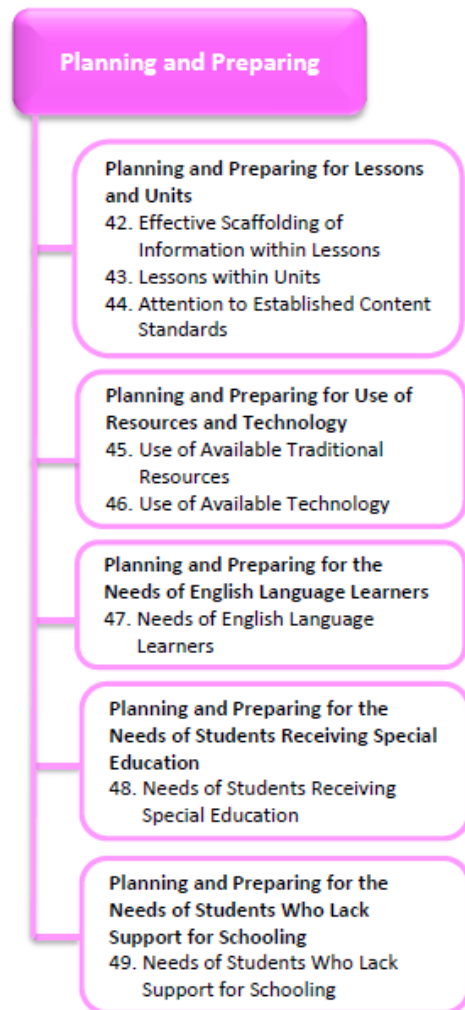 Planning and Preparing
Planning and Preparing for Lessons
and Units
42. Effective Scaffolding of
Information within Lessons
43. Lessons within Units
44. Attention to Established Content
Standards
Planning and Preparing for Use of
Resources and Technology
45. Use of Available Traditional
Resources
46. Use of Available Technology
Planning and Preparing for the
Needs of English Language Learners
47. Needs of English Language
Learners
Planning and Preparing for the
Needs of Students Receiving Special
Education
48. Needs of Students Receiving
Special Education
Planning and Preparing for the
Needs of Students Who Lack
Support for Schooling
49. Needs of Students Who Lack
Support for Schooling